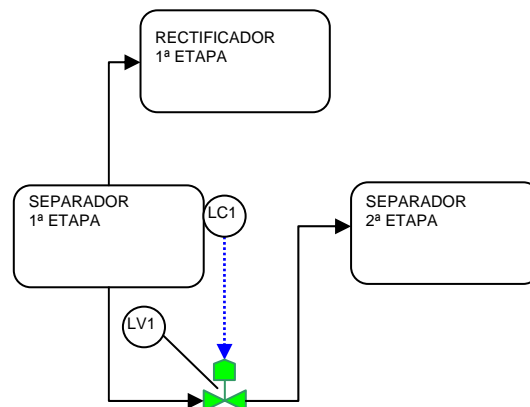 RECTIFICADOR
1ª ETAPA
SEPARADOR
1ª ETAPA
LC1
SEPARADOR
2ª ETAPA
LV1